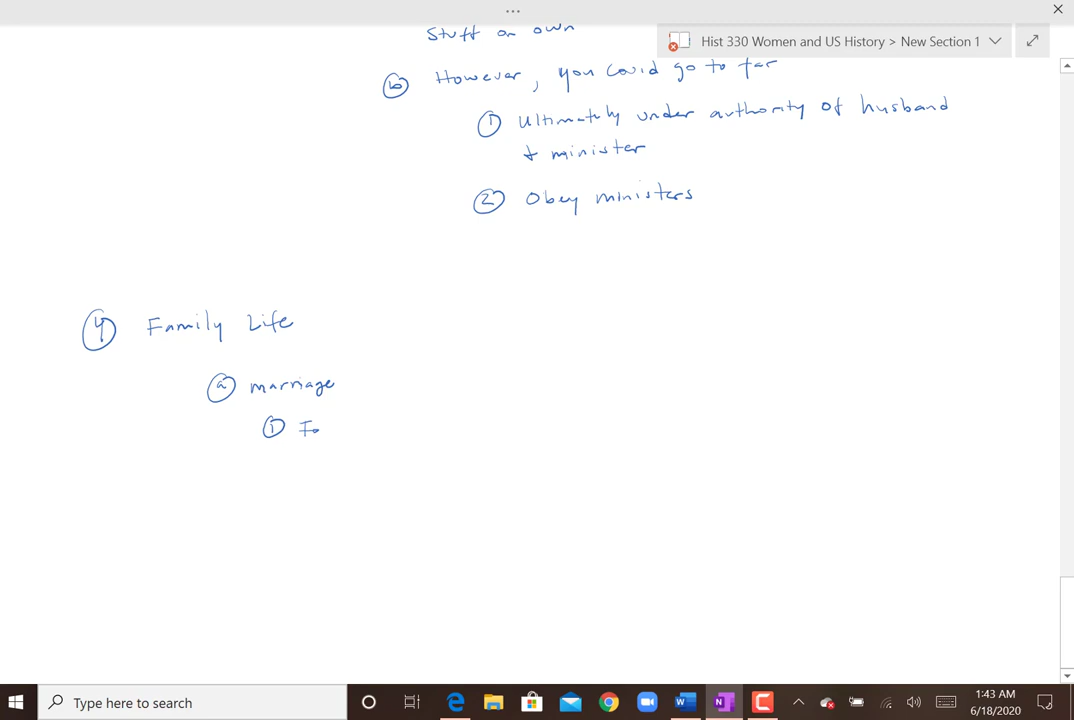 Stuff on own
Hist 330 Women and US History > New Section 1
b However, you could go to far
1 Ultimately under authority of husband
+ minister
2 Obey ministers
4 Family Life
a marriage
1 Fo
Type here to search
1:43 AM
6/18/2020